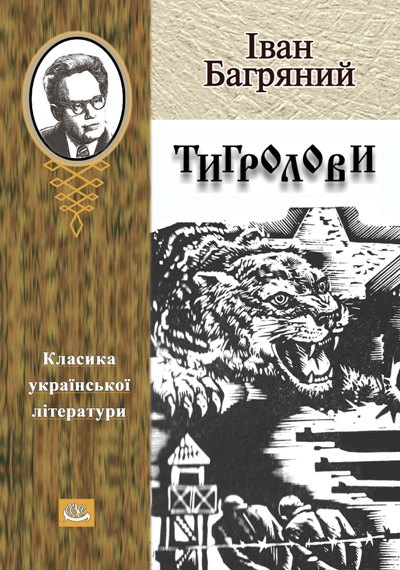 Іван
Багряний
ТИГРОЛОВИ
Класика
української
літератури